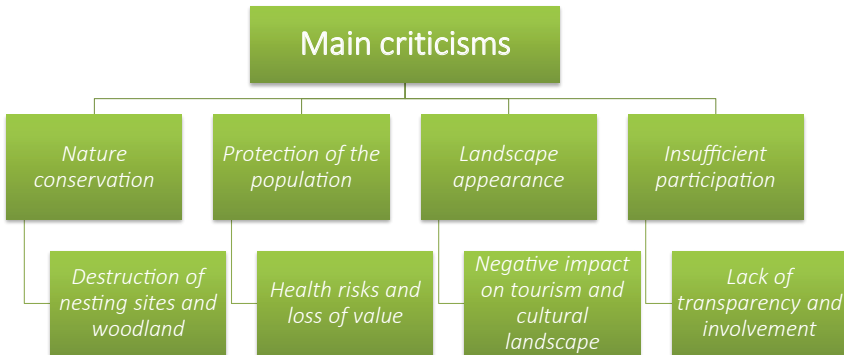 Main criticisms
Nature
conservation
Protection of the
population
Landscape
appearance
Insufficient
participation
Destruction of
nesting sites and
woodland
Health risks and
loss of value
Negative impact
on tourism and
cultural
landscape
Lack of
transparency and
involvement